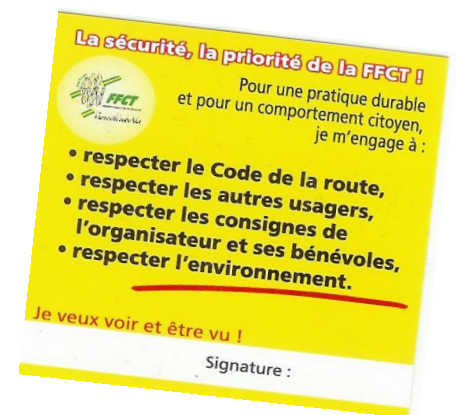 La sécurité, la priorité de la FFCT !
FFCT
Pour une pratique durable
et pour un comportement citoyen,
je m'engage à :
• respecter le Code de la route,
• respecter les autres usagers,
• respecter les consignes de
l'organisateur et ses bénévoles,
• respecter l'environnement.
Je veux voir et être vu !
Signature :